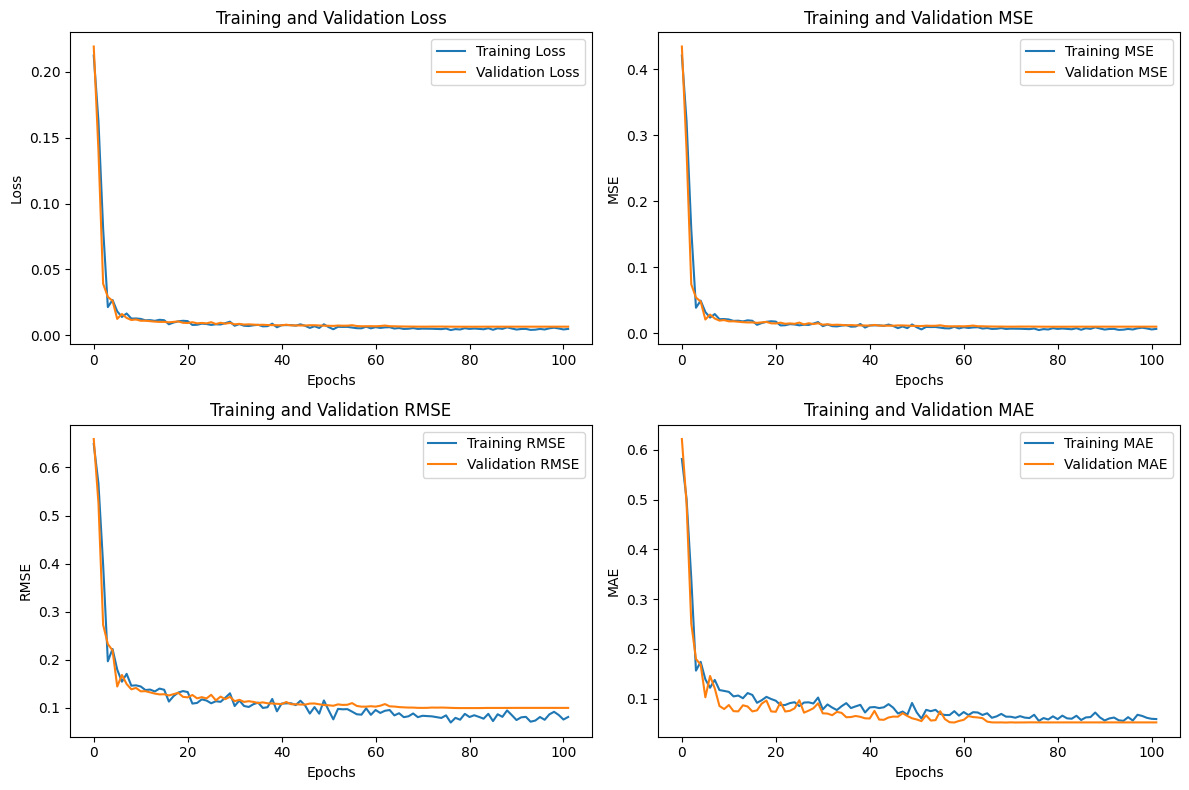 Training and Validation Loss
Training Loss
Validation Loss
0.20
0.15
0.10
0.05
0.00
Loss
0
20
40
60
80
100
Epochs
Training and Validation MSE
Training MSE
Validation MSE
0.4
0.3
0.2
0.1
0.0
MSE
0
20
40
60
80
100
Epochs
Training and Validation RMSE
Training RMSE
Validation RMSE
0.6
0.5
0.4
0.3
0.2
0.1
RMSE
0
20
40
60
80
100
Epochs
Training and Validation MAE
Training MAE
Validation MAE
0.6
0.5
0.4
0.3
0.2
0.1
MAE
0
20
40
60
80
100
Epochs